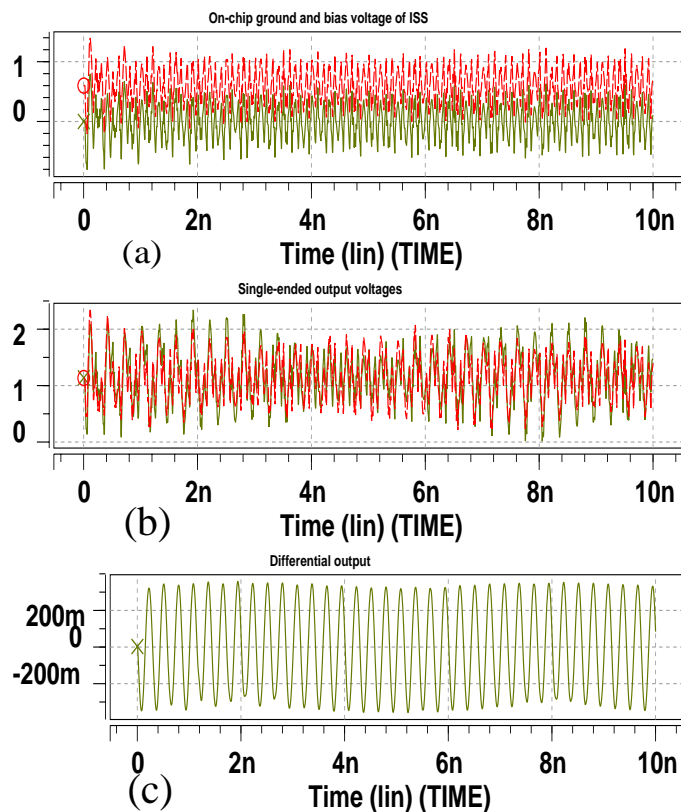 On-chip ground and bias voltage of ISS
1
0
0 2n 4n 6n 8n 10n
(a) Time (lin) (TIME)
Single-ended output voltages
2
1
0
0 2n 4n 6n 8n 10n
(b) Time (lin) (TIME)
Differential output
200m
0
-200m
0 2n 4n 6n 8n 10n
(c) Time (lin) (TIME)